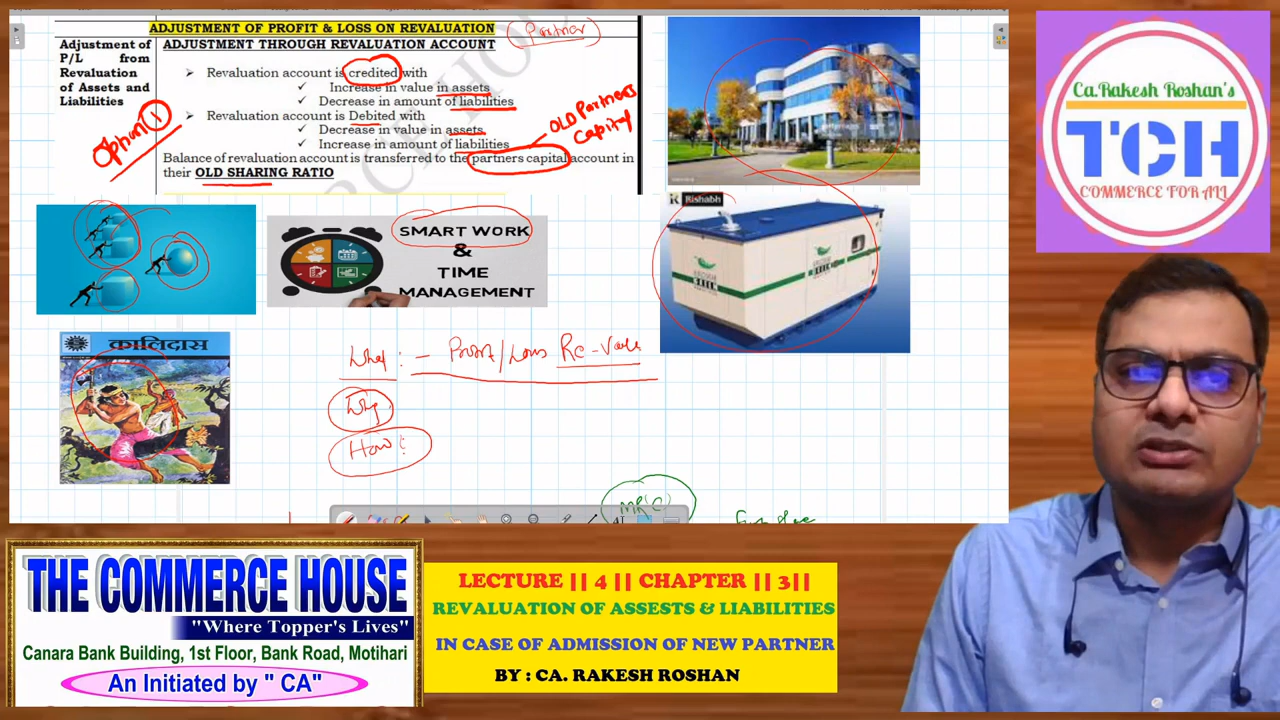 ADJUSTMENT OF PROFIT & LOSS ON REVALUATION
Adjustment of
P/L from
Revaluation
of Assets and
Liabilities
ADJUSTMENT THROUGH REVALUATION ACCOUNT
(Partner)
Revaluation account is credited with
Increase in value in assets
Decrease in amount of liabilities
Revaluation account is Debited with
Decrease in value in assets
Increase in amount of liabilities
Balance of revaluation account is transferred to the partners capital account in
their OLD SHARING RATIO
Option 1
OLD Partners
Capital
SMART WORK
&
TIME
MANAGEMENT
K Rishabh
कालिदास
What : – Profit/Loss Re-Value
Why
How :
Ca.Rakesh Roshan's
TCH
COMMERCE FOR ALL
THE COMMERCE HOUSE
"Where Topper's Lives"
Canara Bank Building, 1st Floor, Bank Road, Motihari
An Initiated by " CA"
LECTURE || 4 || CHAPTER || 3||
REVALUATION OF ASSESTS & LIABILITIES
IN CASE OF ADMISSION OF NEW PARTNER
BY : CA. RAKESH ROSHAN